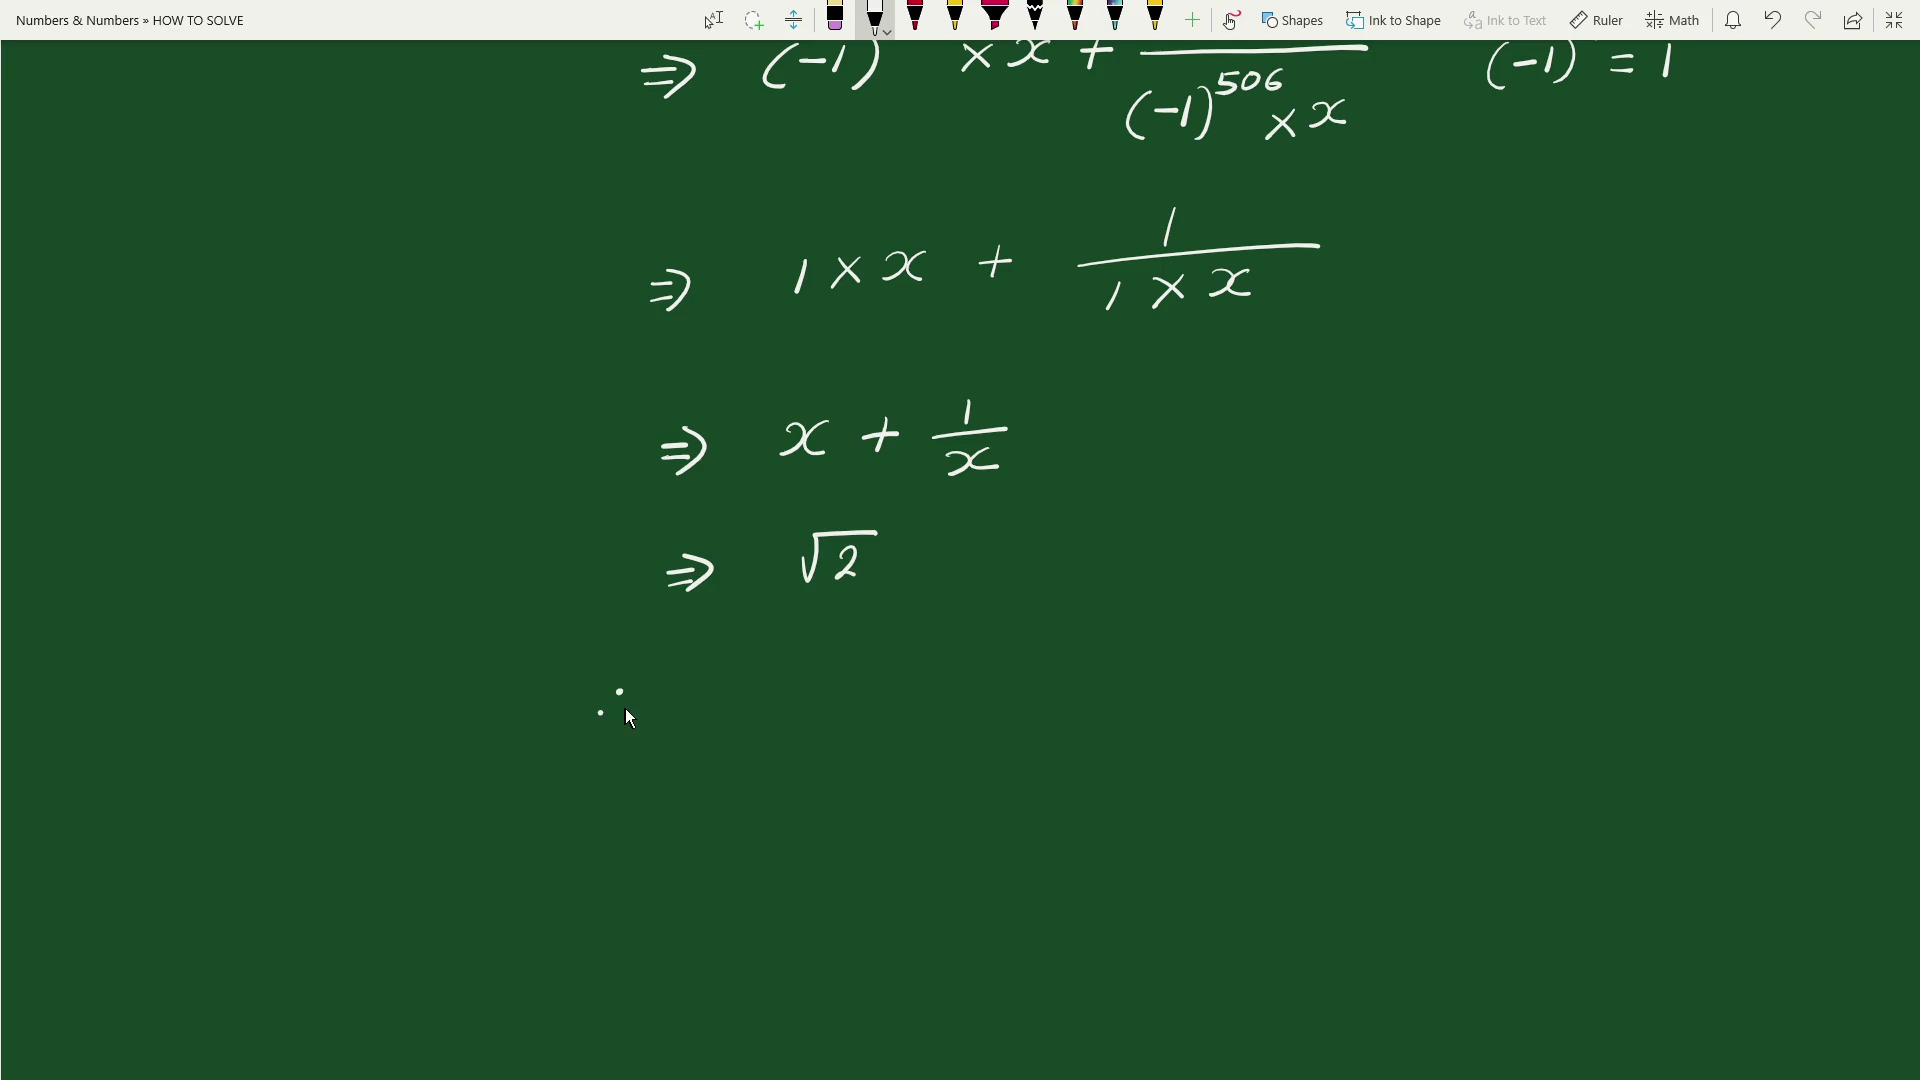 Numbers & Numbers » HOW TO SOLVE
Shapes
Ink to Shape
Ink to Text
Ruler
Math
⇒ (-1) × x + ──── (-1) = 1
(-1)^506 × x
⇒ 1 × x + 1/(1 × x)
⇒ x + 1/x
⇒ √2